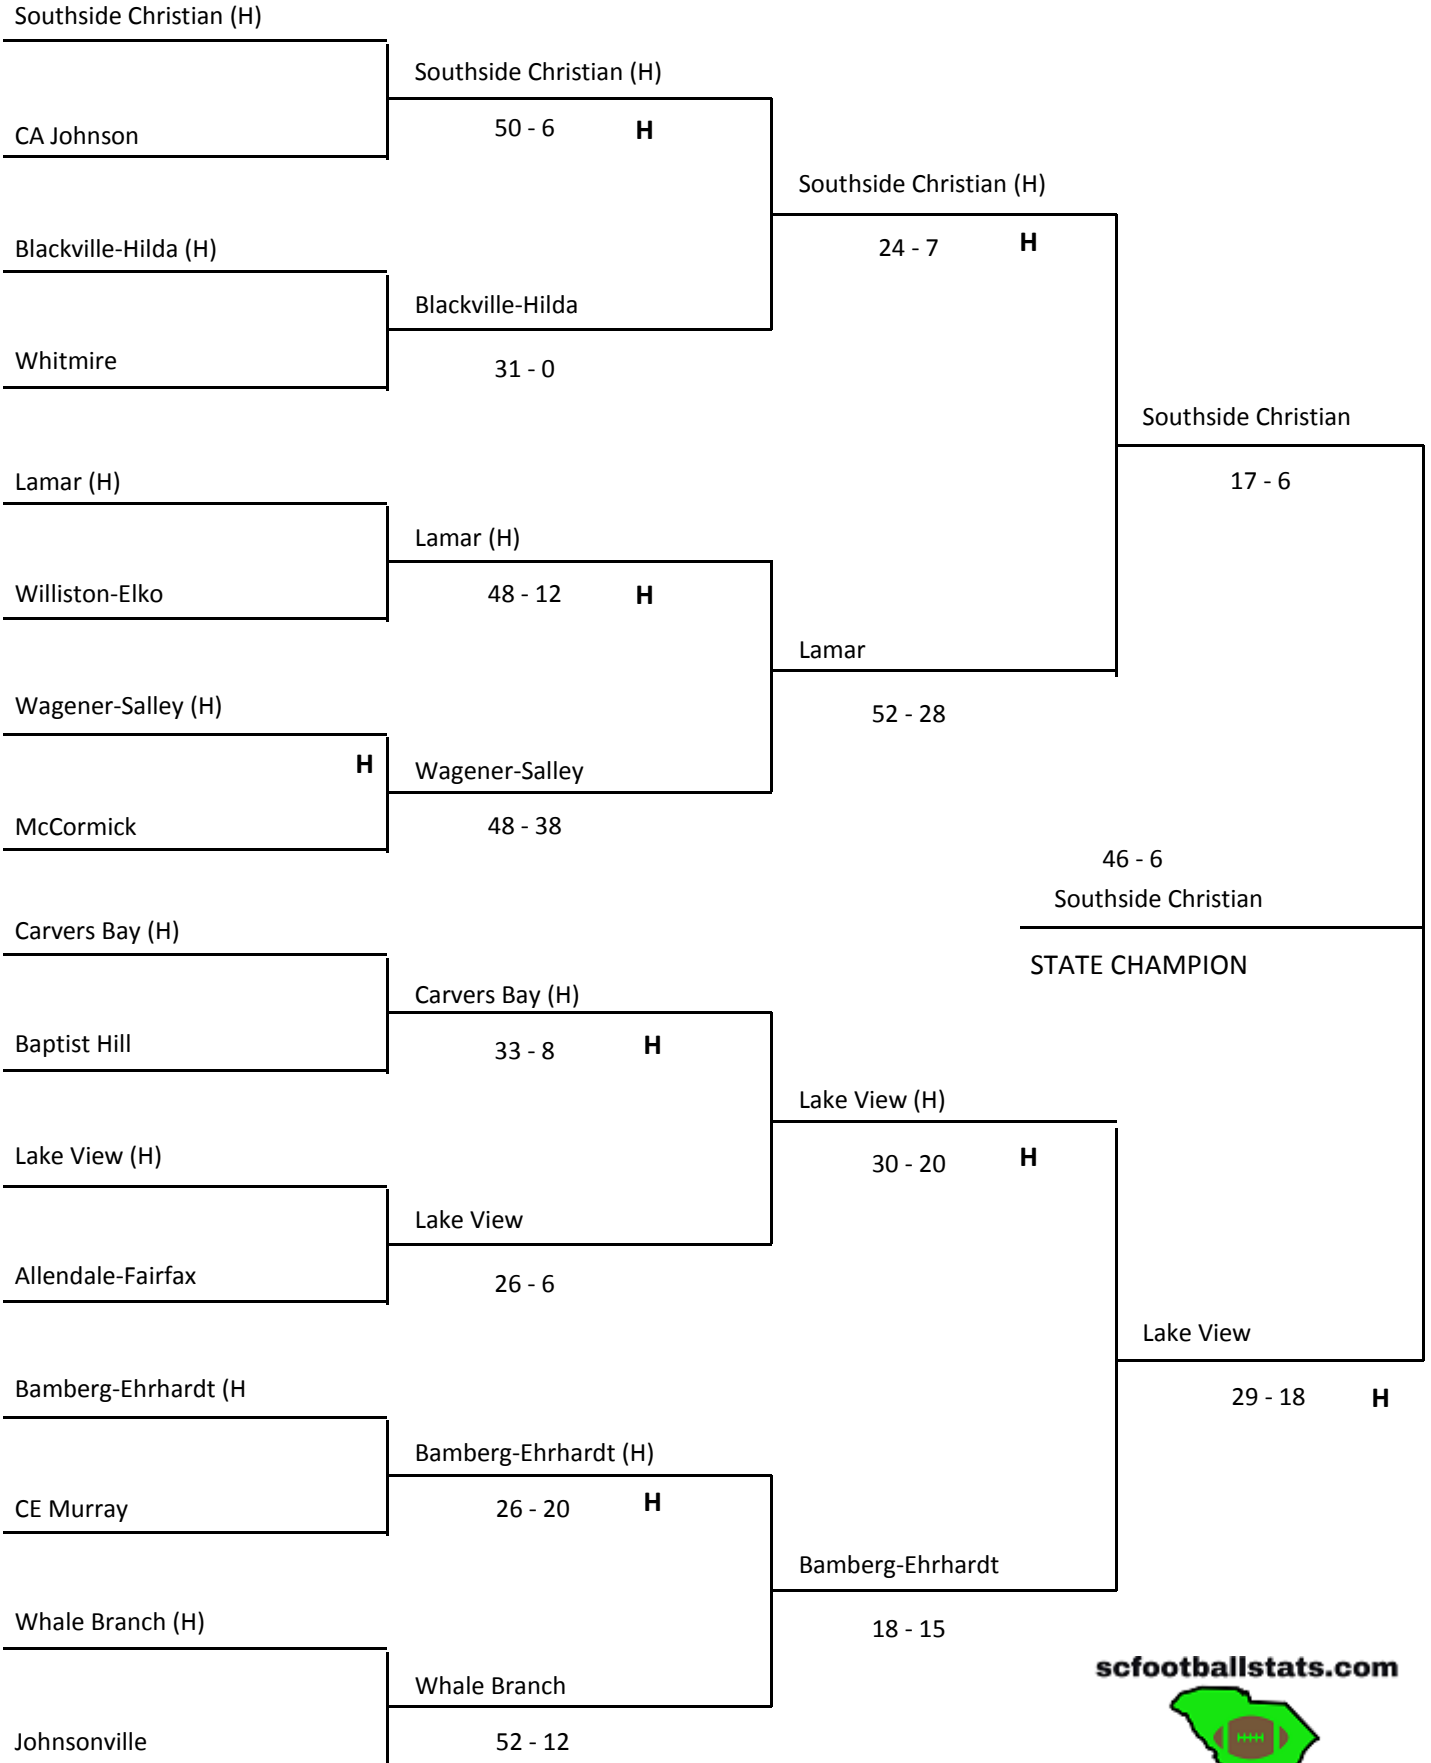 Southside Christian (H)
Southside Christian (H)
CA Johnson
50 - 6 H
Southside Christian (H)
Blackville-Hilda (H)
24 - 7 H
Blackville-Hilda
Whitmire
31 - 0
Southside Christian
Lamar (H)
17 - 6
Lamar (H)
Williston-Elko
48 - 12 H
Lamar
Wagener-Salley (H)
52 - 28
H
Wagener-Salley
McCormick
48 - 38
46 - 6
Southside Christian
Carvers Bay (H)
STATE CHAMPION
Carvers Bay (H)
Baptist Hill
33 - 8 H
Lake View (H)
Lake View (H)
30 - 20 H
Lake View
Allendale-Fairfax
26 - 6
Lake View
Bamberg-Ehrhardt (H
29 - 18 H
Bamberg-Ehrhardt (H)
CE Murray
26 - 20 H
Bamberg-Ehrhardt
Whale Branch (H)
18 - 15
scfootballstats.com
Whale Branch
Johnsonville
52 - 12